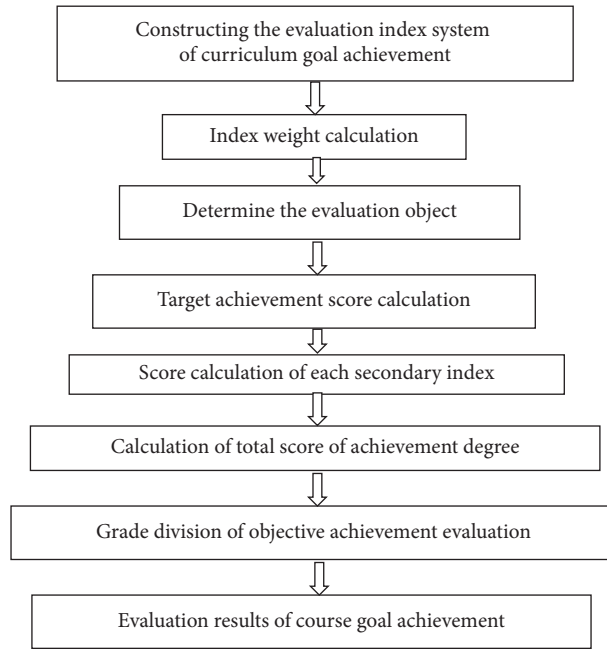 Constructing the evaluation index system
of curriculum goal achievement
Index weight calculation
Determine the evaluation object
Target achievement score calculation
Score calculation of each secondary index
Calculation of total score of achievement degree
Grade division of objective achievement evaluation
Evaluation results of course goal achievement